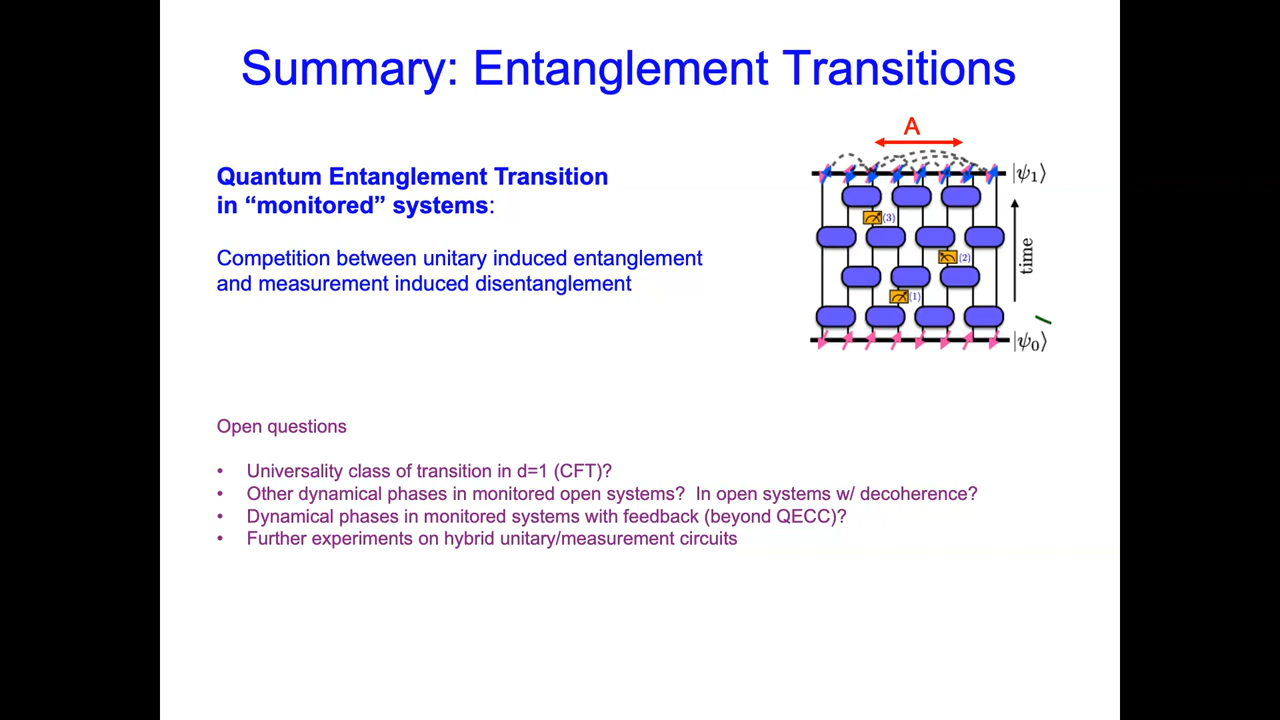 Summary: Entanglement Transitions
A
Quantum Entanglement Transition
in “monitored” systems:
Competition between unitary induced entanglement
and measurement induced disentanglement
|ψ₁⟩
(3)
(2)
(1)
time
|ψ₀⟩
Open questions
• Universality class of transition in d=1 (CFT)?
• Other dynamical phases in monitored open systems? In open systems w/ decoherence?
• Dynamical phases in monitored systems with feedback (beyond QECC)?
• Further experiments on hybrid unitary/measurement circuits